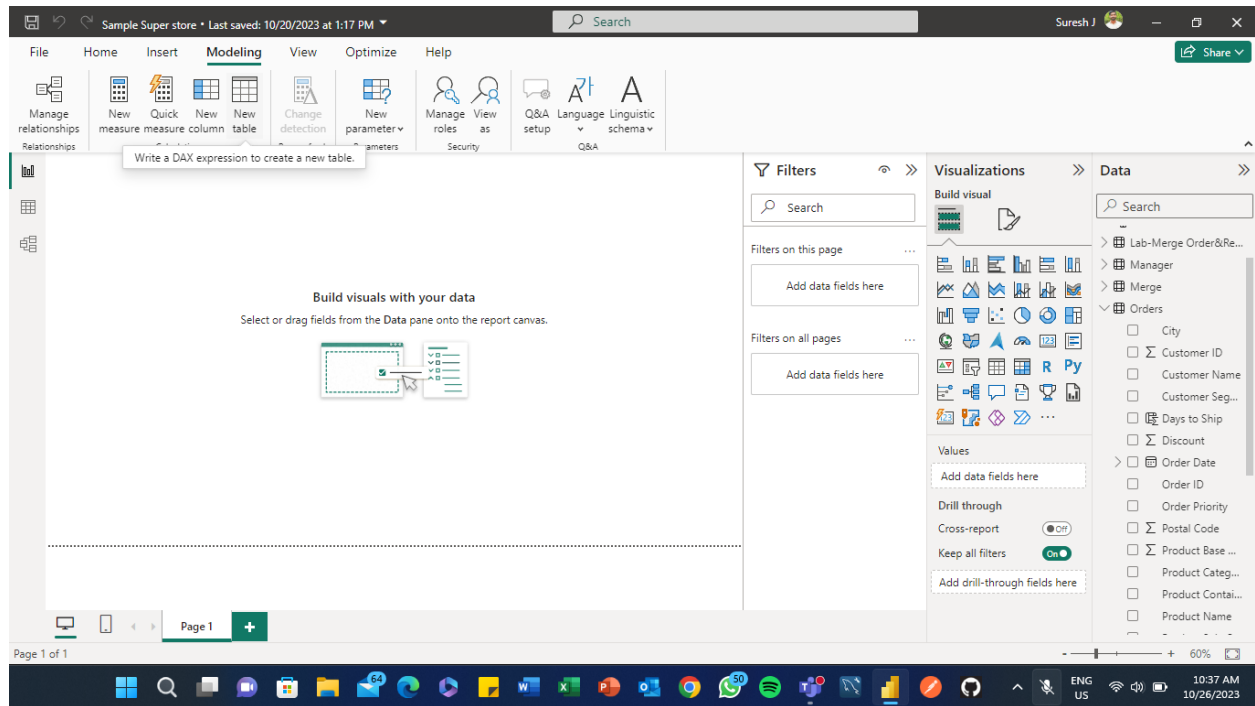 Sample Super store • Last saved: 10/20/2023 at 1:17 PM
Search
Suresh J
File Home Insert Modeling View Optimize Help
Share
Manage relationships
New measure
Quick measure
New column
New table
Change detection
New parameter
Manage roles
View as
Q&A setup
Language
Linguistic schema
Relationships
Security
Q&A
Write a DAX expression to create a new table.
Build visuals with your data
Select or drag fields from the Data pane onto the report canvas.
Filters
Search
Filters on this page
Add data fields here
Filters on all pages
Add data fields here
Visualizations
Build visual
123
R Py
123
Values
Add data fields here
Drill through
Cross-report
Off
Keep all filters
On
Add drill-through fields here
Data
Search
Lab-Merge Order&Re...
Manager
Merge
Orders
City
Customer ID
Customer Name
Customer Seg...
Days to Ship
Discount
Order Date
Order ID
Order Priority
Postal Code
Product Base ...
Product Categ...
Product Contai...
Product Name
Page 1
Page 1 of 1
60%
64
50
ENG
US
10:37 AM
10/26/2023